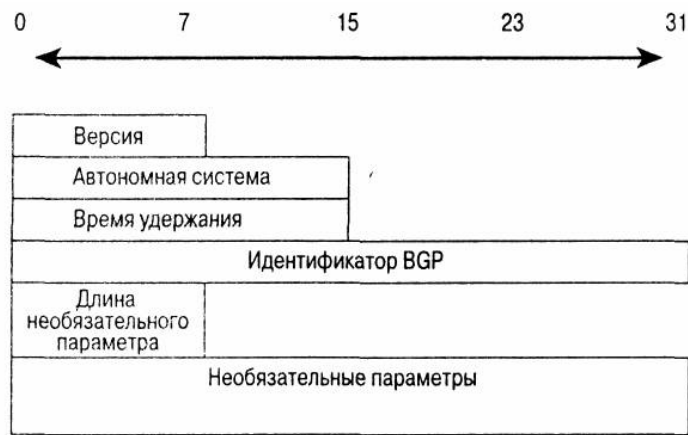 0 7 15 23 31
Версия
Автономная система
Время удержания
Идентификатор BGP
Длина
необязательного
параметра
Необязательные параметры